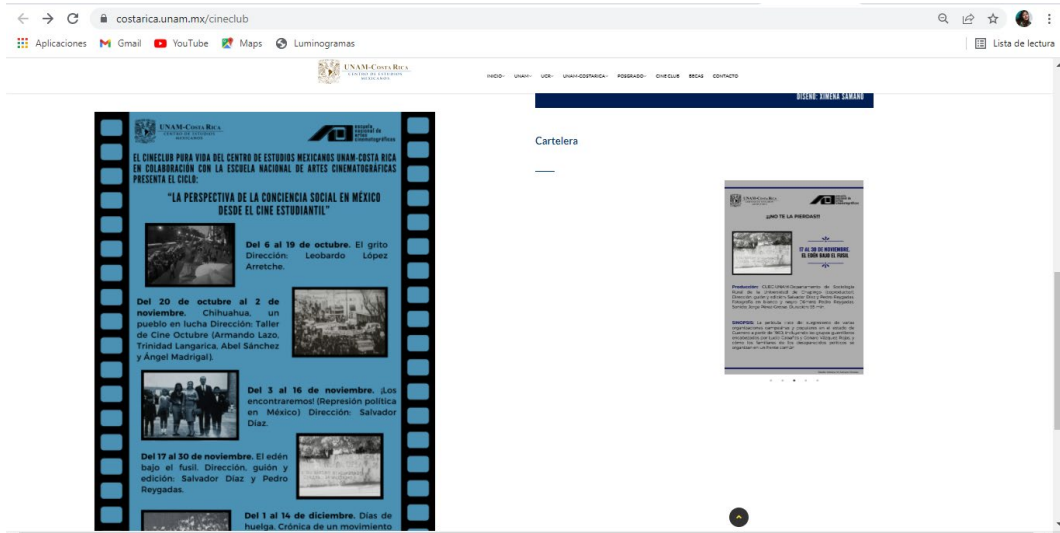 costarica.unam.mx/cineclub
Aplicaciones
Gmail
YouTube
Maps
Luminogramas
Lista de lectura
UNAM-COSTA RICA
CENTRO DE ESTUDIOS
MEXICANOS
INICIO
UNAM
UCR
UNAM-COSTARICA
POSGRADO
CINECLUB
BECAS
CONTACTO
UNAM-COSTA RICA
CENTRO DE ESTUDIOS
MEXICANOS
escuela
nacional de
artes
cinematográficas
EL CINECLUB PURA VIDA DEL CENTRO DE ESTUDIOS MEXICANOS UNAM-COSTA RICA
EN COLABORACIÓN CON LA ESCUELA NACIONAL DE ARTES CINEMATOGRÁFICAS
PRESENTA EL CICLO:
"LA PERSPECTIVA DE LA CONCIENCIA SOCIAL EN MÉXICO
DESDE EL CINE ESTUDIANTIL"
Del 6 al 19 de octubre. El grito
Dirección: Leobardo López
Arretche.
Del 20 de octubre al 2 de
noviembre. Chihuahua, un
pueblo en lucha Dirección: Taller
de Cine Octubre (Armando Lazo,
Trinidad Langarica, Abel Sánchez
y Ángel Madrigal).
Del 3 al 16 de noviembre. ¡Los
encontraremos! (Represión política
en México) Dirección: Salvador
Díaz.
Del 17 al 30 de noviembre. El edén
bajo el fusil. Dirección, guión y
edición: Salvador Díaz y Pedro
Reygadas.
Del 1 al 14 de diciembre. Días de
huelga. Crónica de un movimiento
DISEÑO: XIMENA SÁMANO
Cartelera
UNAM-COSTA RICA
¡¡NO TE LA PIERDAS!!
17 AL 30 DE NOVIEMBRE.
EL EDÉN BAJO EL FUSIL